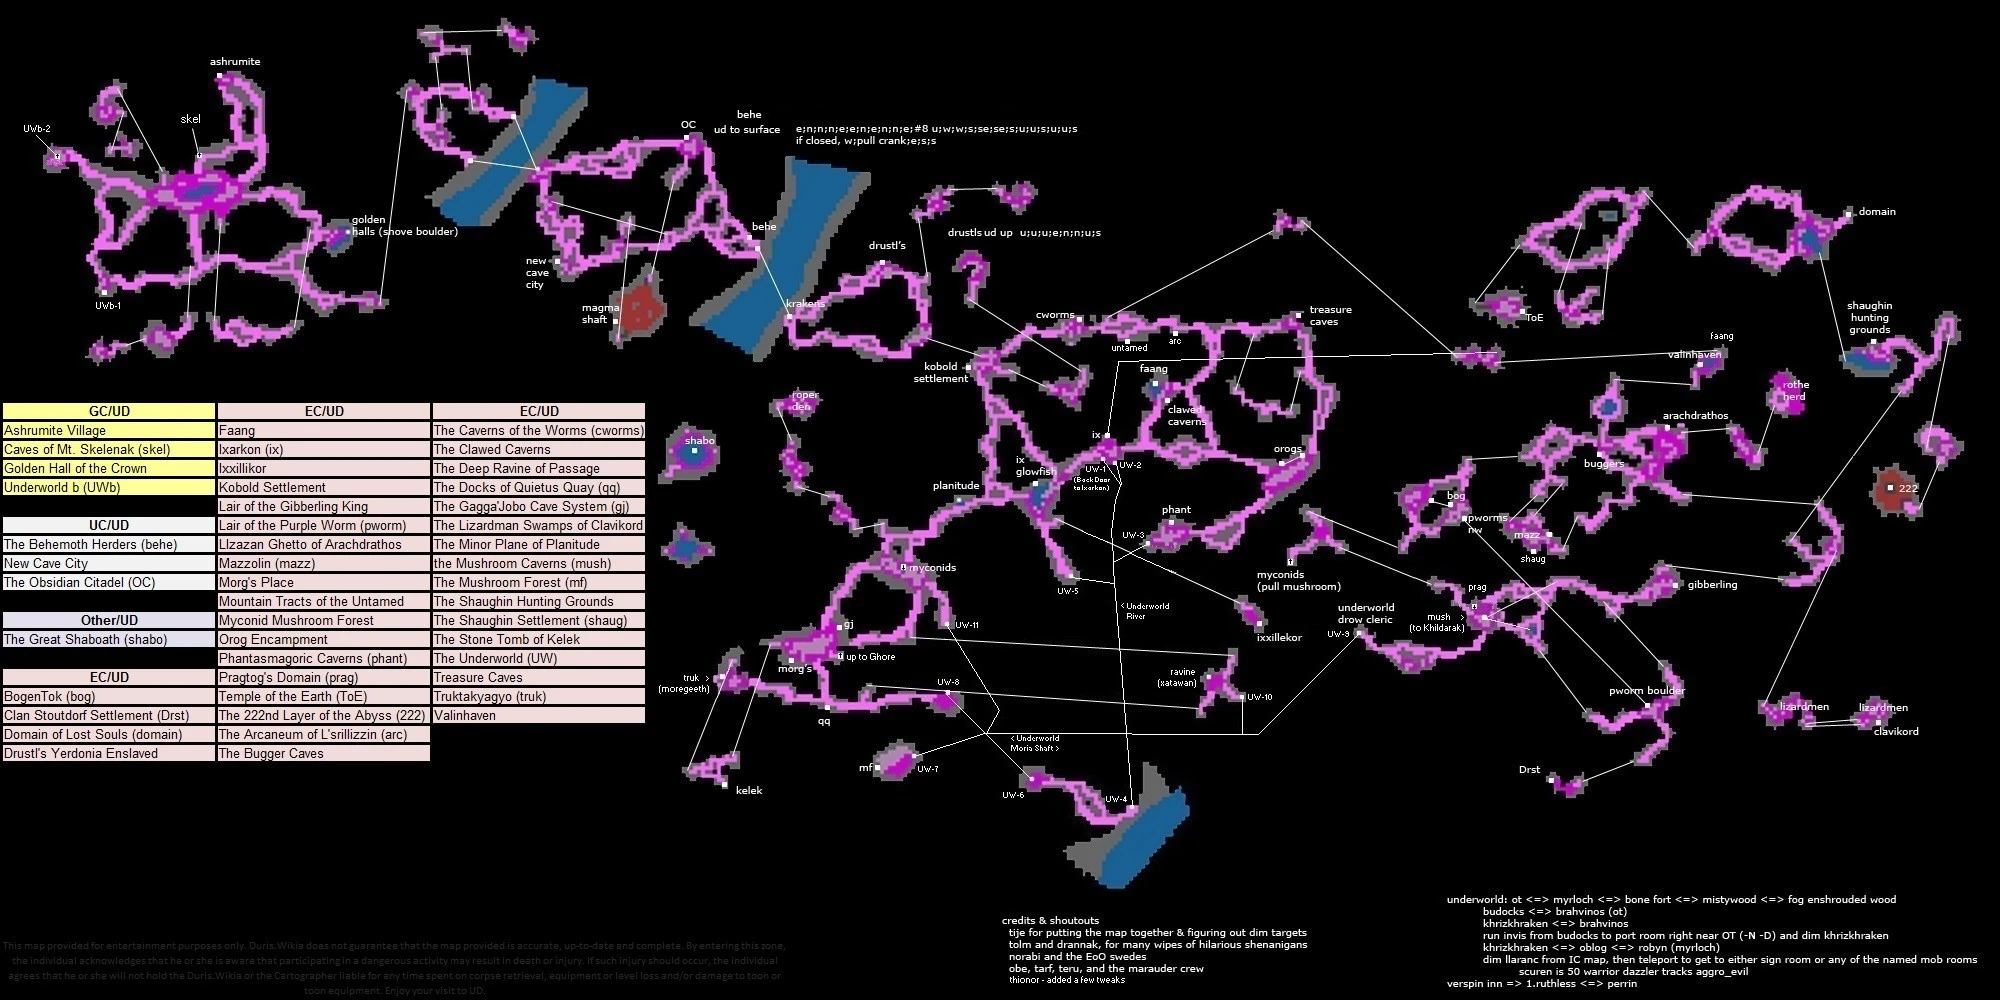 ashrumite
UWb-2
skel
golden
halls (shove boulder)
UWb-1
OC
behe
ud to surface
e;n;n;n;e;e;n;e;n;n;e;#8 u;w;w;s;se;se;s;u;u;s;u;u;s
if closed, w;pull crank;e;s;s
behe
new
cave
city
magma
shaft
krakens
drustl's
drustls ud up u;u;u;e;n;n;u;s
domain
ToE
shaughin
hunting
grounds
cworms
untamed
arc
treasure
caves
kobold
settlement
faang
clawed
caverns
faang
valinhaven
rothe
herd
arachdrathos
buggers
roper
den
shabo
ix
UW-1
UW-2
(Back Door
to Ixarkon)
ix
glowfish
planitude
orogs
phant
UW-3
UW-5
bog
pworms
nw
mazz
shaug
222
myconids
(pull mushroom)
myconids
gj
up to Ghore
morg's
UW-11
truk >
(moregeeth)
qq
UW-8
kelek
mf
UW-7
< Underworld
River
ixxillekor
underworld
drow cleric
UW-9
prag
mush >
(to Khildarak)
gibberling
ravine
(xatawan)
UW-10
pworm boulder
lizardmen
lizardmen
clavikord
Drst
< Underworld
Moria Shaft >
UW-6
UW-4
GC/UD
Ashrumite Village
Caves of Mt. Skelenak (skel)
Golden Hall of the Crown
Underworld b (UWb)
UC/UD
The Behemoth Herders (behe)
New Cave City
The Obsidian Citadel (OC)
Other/UD
The Great Shaboath (shabo)
EC/UD
BogenTok (bog)
Clan Stoutdorf Settlement (Drst)
Domain of Lost Souls (domain)
Drustl's Yerdonia Enslaved
EC/UD
Faang
Ixarkon (ix)
Ixxillikor
Kobold Settlement
Lair of the Gibberling King
Lair of the Purple Worm (pworm)
LIzazan Ghetto of Arachdrathos
Mazzolin (mazz)
Morg's Place
Mountain Tracts of the Untamed
Myconid Mushroom Forest
Orog Encampment
Phantasmagoric Caverns (phant)
Pragtog's Domain (prag)
Temple of the Earth (ToE)
The 222nd Layer of the Abyss (222)
The Arcaneum of L'srillizzin (arc)
The Bugger Caves
EC/UD
The Caverns of the Worms (cworms)
The Clawed Caverns
The Deep Ravine of Passage
The Docks of Quietus Quay (qq)
The Gagga'Jobo Cave System (gj)
The Lizardman Swamps of Clavikord
The Minor Plane of Planitude
the Mushroom Caverns (mush)
The Mushroom Forest (mf)
The Shaughin Hunting Grounds
The Shaughin Settlement (shaug)
The Stone Tomb of Kelek
The Underworld (UW)
Treasure Caves
Truktakyagyo (truk)
Valinhaven
This map provided for entertainment purposes only. Duris.Wikia does not guarantee that the map provided is accurate, up-to-date and complete. By entering this zone,
the individual acknowledges that he or she is aware that participating in a dangerous activity may result in death or injury. If such injury should occur, the individual
agrees that he or she will not hold the Duris.Wikia or the Cartographer liable for any time spent on corpse retrieval, equipment or level loss and/or damage to toon or
toon equipment. Enjoy your visit to UD.
credits & shoutouts
tije for putting the map together & figuring out dim targets
tolm and drannak, for many wipes of hilarious shenanigans
norabi and the EoO swedes
obe, tarf, teru, and the marauder crew
thionor - added a few tweaks
underworld: ot <=> myrloch <=> bone fort <=> mistywood <=> fog enshrouded wood
budocks <=> brahvinos (ot)
khrizkhraken <=> brahvinos
run invis from budocks to port room right near OT (-N -D) and dim khrizkhraken
khrizkhraken <=> oblog <=> robyn (myrloch)
dim llaranc from IC map, then teleport to get to either sign room or any of the named mob rooms
scuren is 50 warrior dazzler tracks aggro_evil
verspin inn => 1.ruthless <=> perrin